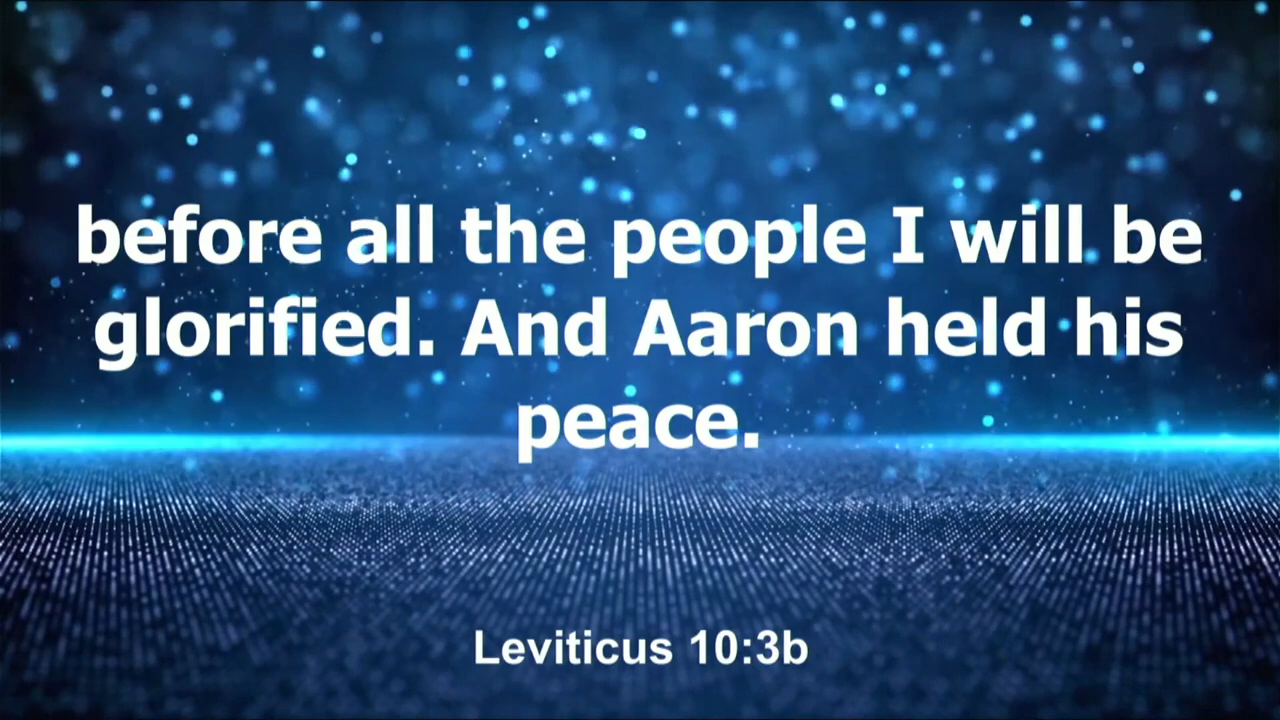 before all the people I will be
glorified. And Aaron held his
peace.
Leviticus 10:3b